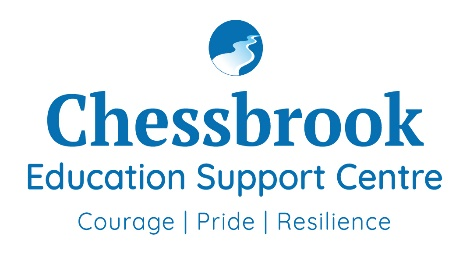 Chessbrook
Education Support Centre
Courage | Pride | Resilience